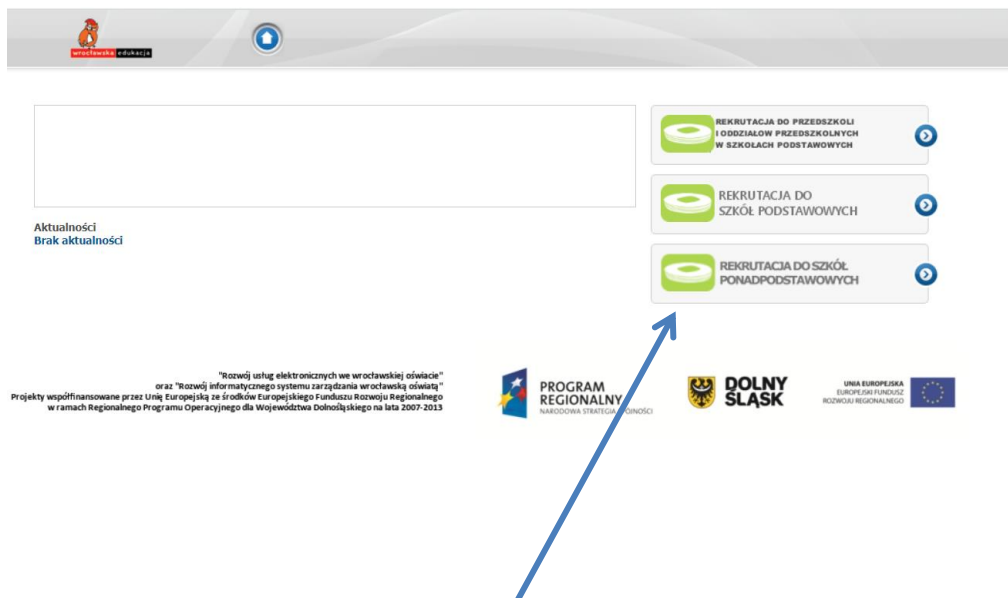 wrocławska edukacja
REKRUTACJA DO PRZEDSZKOLI
I ODDZIAŁOW PRZEDSZKOLNYCH
W SZKOŁACH PODSTAWOWYCH
REKRUTACJA DO
SZKÓŁ PODSTAWOWYCH
Aktualności
Brak aktualności
REKRUTACJA DO SZKÓŁ
PONADPODSTAWOWYCH
"Rozwój usług elektronicznych we wrocławskiej oświacie"
oraz "Rozwój informatycznego systemu zarządzania wrocławską oświatą"
Projekty współfinansowane przez Unię Europejską ze środków Europejskiego Funduszu Rozwoju Regionalnego
w ramach Regionalnego Programu Operacyjnego dla Województwa Dolnośląskiego na lata 2007-2013
PROGRAM
REGIONALNY
NARODOWA STRATEGIA
DOLNY
ŚLĄSK
UNIA EUROPEJSKA
EUROPEJSKI FUNDUSZ
ROZWOJU REGIONALNEGO